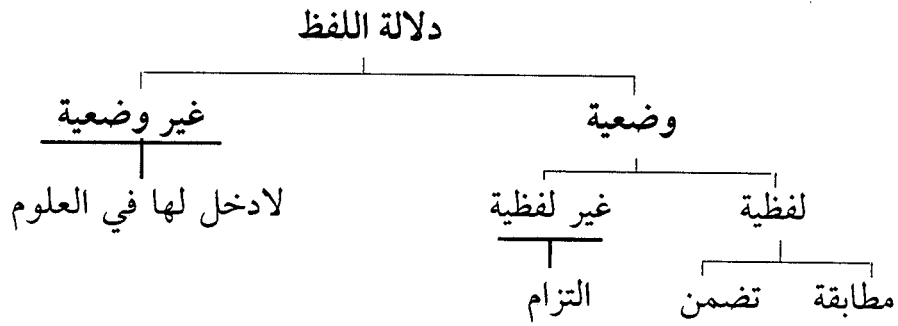 دلالة اللفظ
وضعية غير وضعية
لفظية غير لفظية لادخل لها في العلوم
مطابقة تضمن التزام